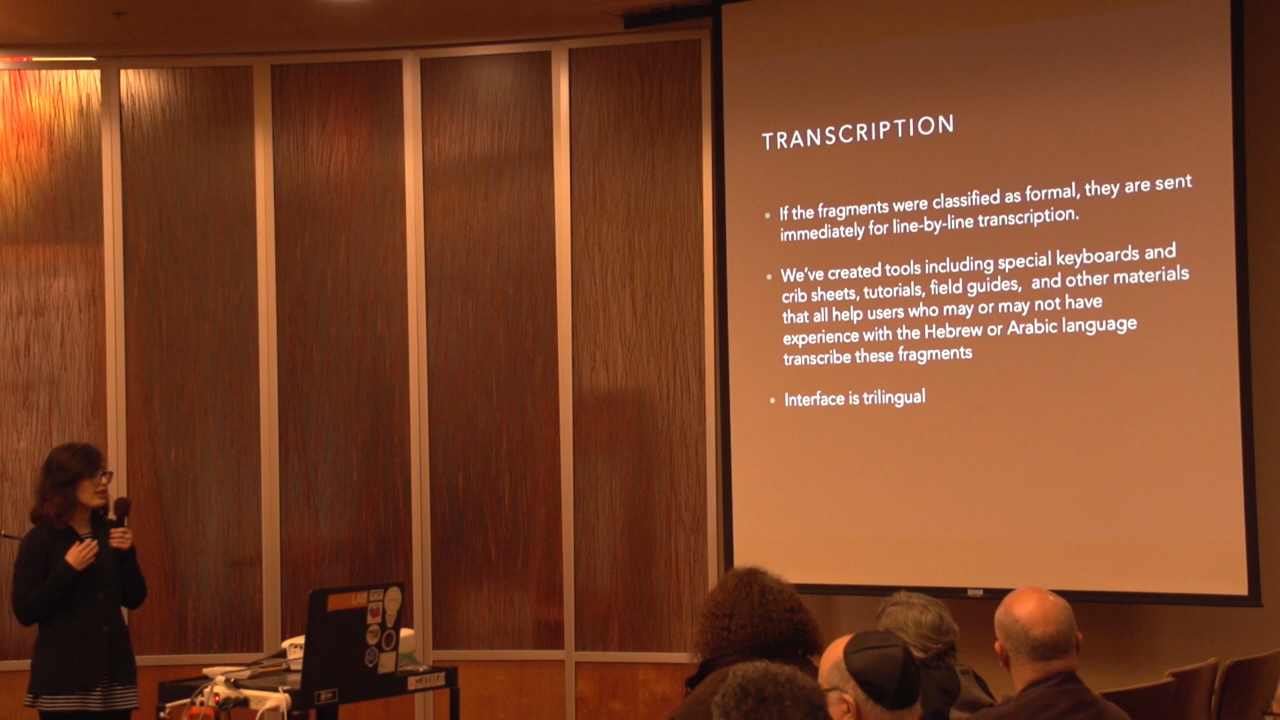 TRANSCRIPTION
• If the fragments were classified as formal, they are sent
immediately for line-by-line transcription.
• We've created tools including special keyboards and
crib sheets, tutorials, field guides, and other materials
that all help users who may or may not have
experience with the Hebrew or Arabic language
transcribe these fragments
• Interface is trilingual
LAB